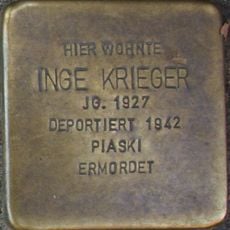 HIER WOHNTE
INGE KRIEGER
JG. 1927
DEPORTIERT 1942
PIASKI
ERMORDET